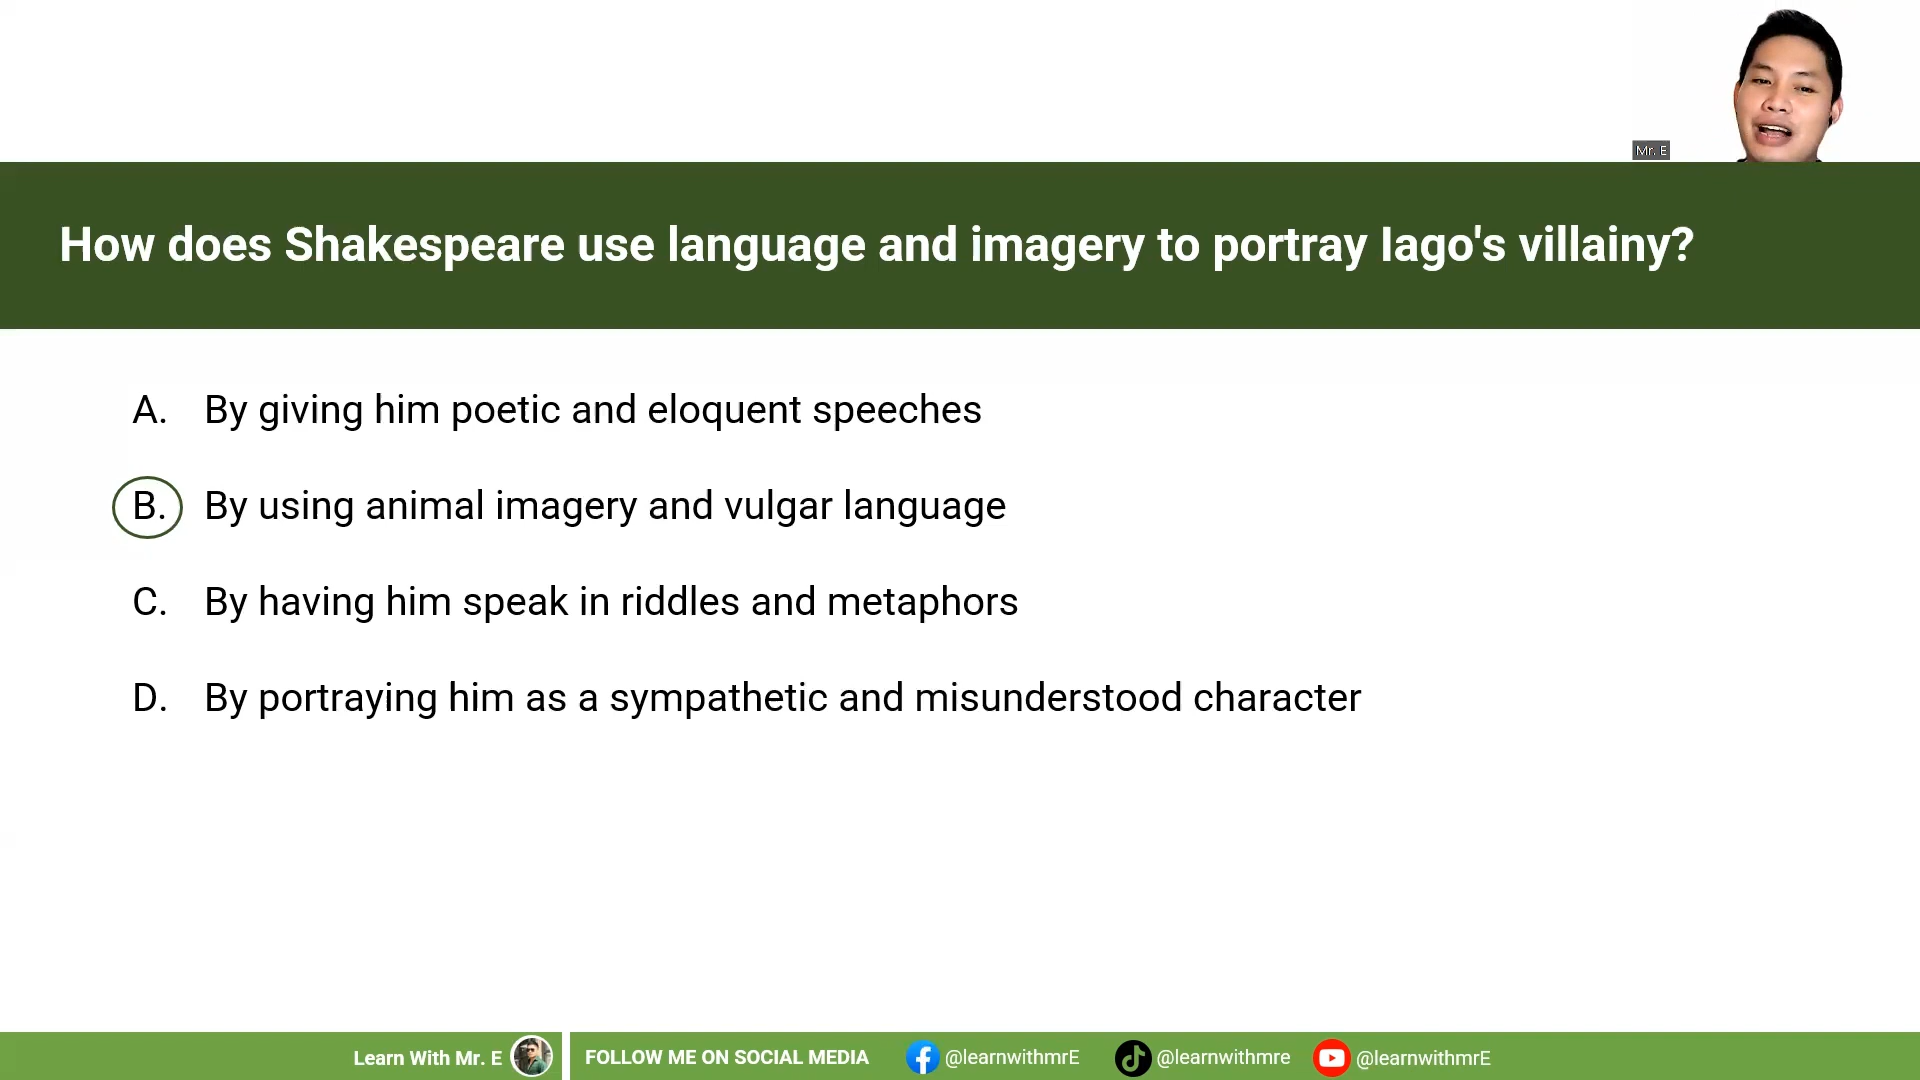 Mr. E
How does Shakespeare use language and imagery to portray Iago's villainy?
A. By giving him poetic and eloquent speeches
B. By using animal imagery and vulgar language
C. By having him speak in riddles and metaphors
D. By portraying him as a sympathetic and misunderstood character
Learn With Mr. E FOLLOW ME ON SOCIAL MEDIA @learnwithmrE @learnwithmre @learnwithmrE